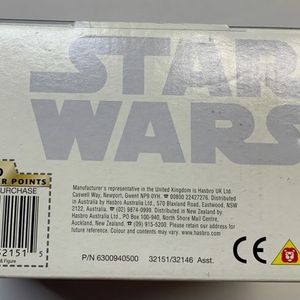 STAR
WARS
R POINTS
PURCHASE
32151 5
& Figure
Manufacturer's representative in the United Kingdom is Hasbro UK Ltd.
Caswell Way, Newport, Gwent NP9 0YH. ☎ 00800 22427276. Distributed
in Australia by Hasbro Australia Ltd., 570 Blaxland Road, Eastwood, NSW
2122, Australia. ☎ (02) 9874-0999. Distributed in New Zealand by
Hasbro Australia Ltd., PO Box 100-940, North Shore Mail Centre,
Auckland, New Zealand. ☎ (09) 915-5200. Please retain for future
reference. Colour and contents may vary. www.hasbro.com.
CE
P/N 6300940500 32151/32146 Asst.